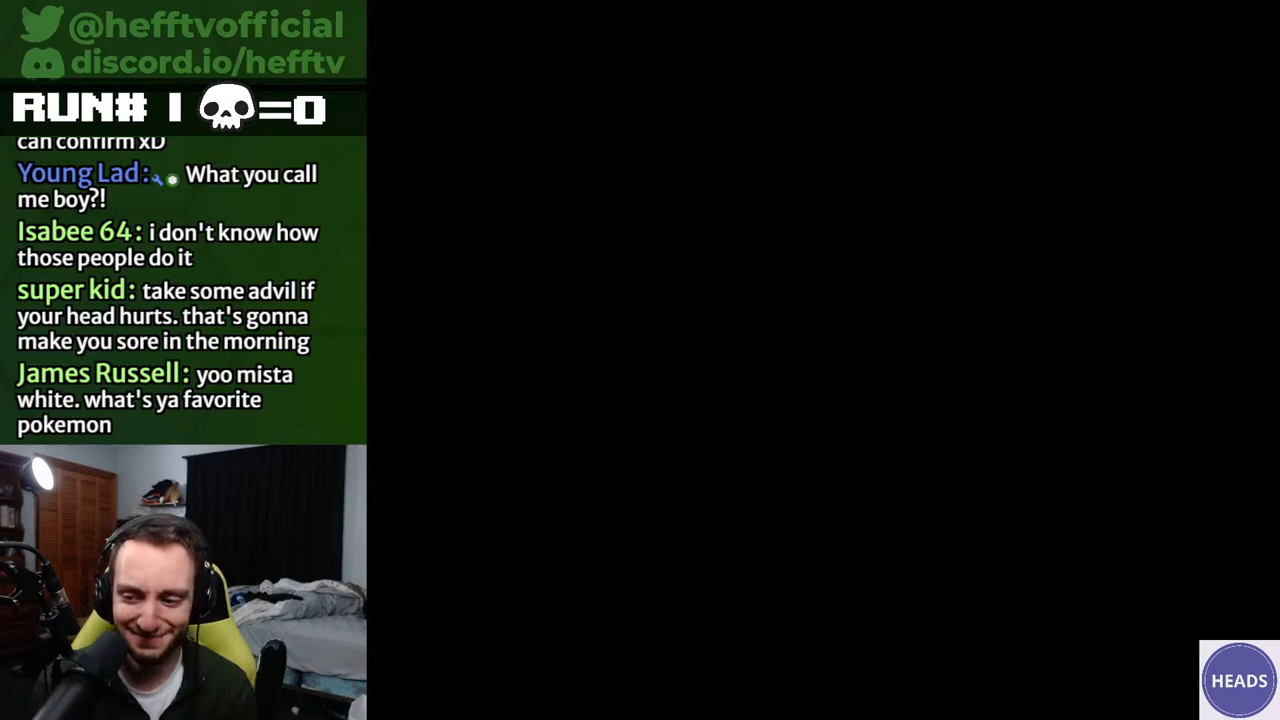 @hefftvofficial
discord.io/hefftv
RUN# 1 =0
can confirm xD
Young Lad: What you call
me boy?!
Isabee 64: i don't know how
those people do it
super kid: take some advil if
your head hurts. that's gonna
make you sore in the morning
James Russell: yoo mista
white. what's ya favorite
pokemon
HEADS